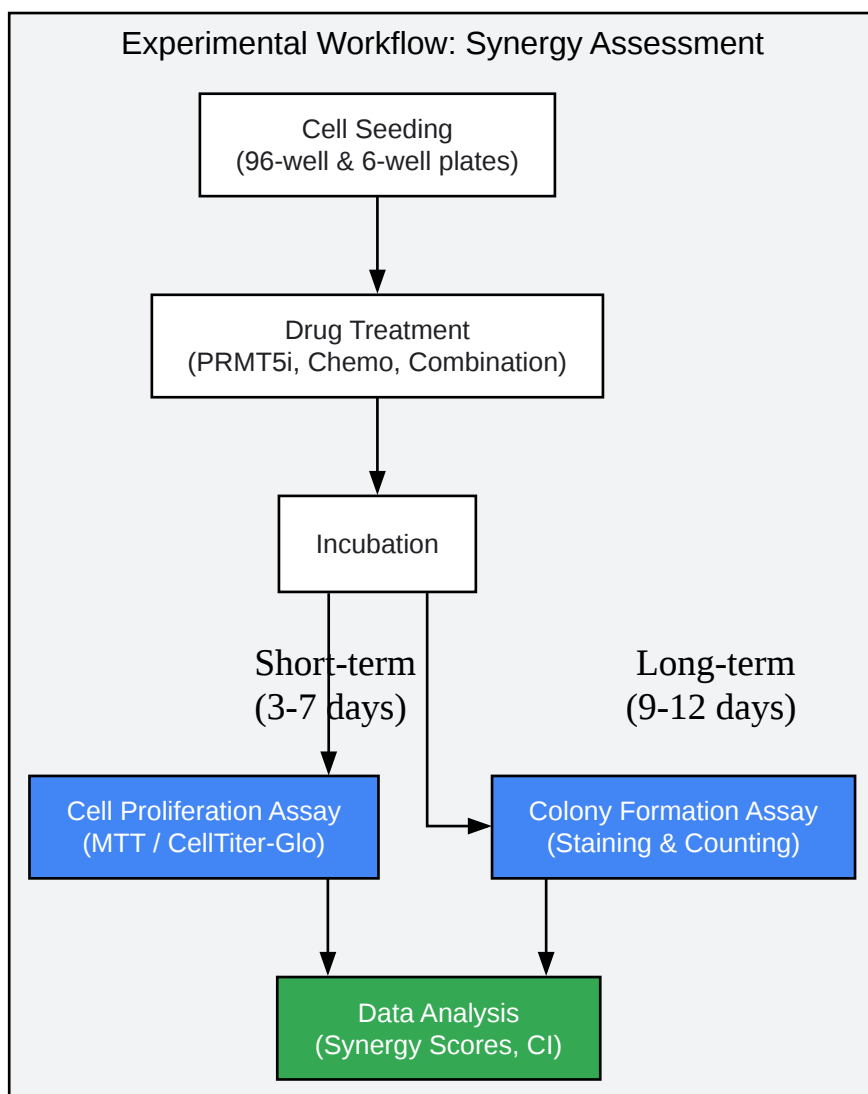 Experimental Workflow: Synergy Assessment
Cell Seeding
(96-well & 6-well plates)
Drug Treatment
(PRMT5i, Chemo, Combination)
Incubation
Short-term
(3-7 days)
Long-term
(9-12 days)
Cell Proliferation Assay
(MTT / CellTiter-Glo)
Colony Formation Assay
(Staining & Counting)
Data Analysis
(Synergy Scores, CI)